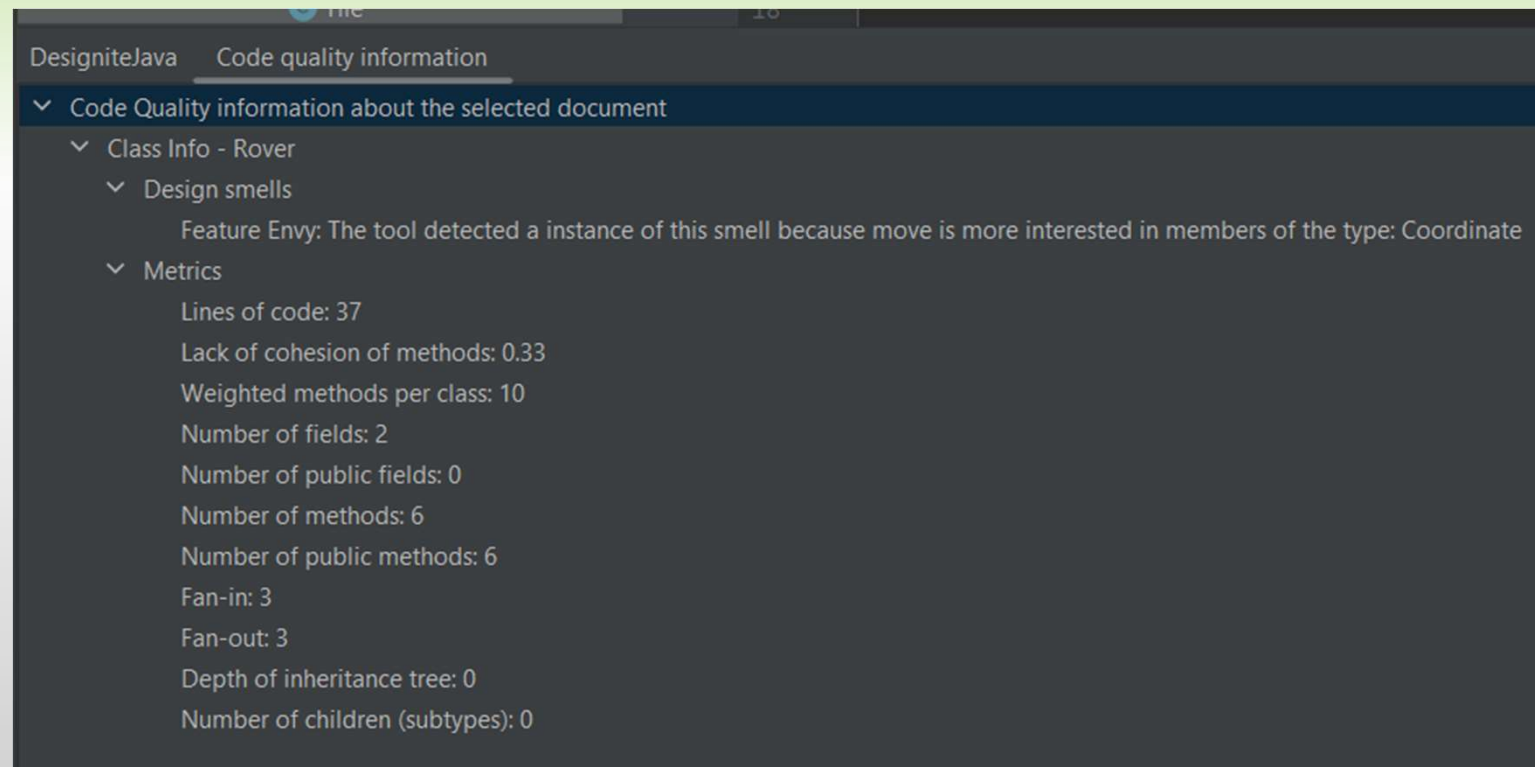 DesigniteJava Code quality information
Code Quality information about the selected document
Class Info - Rover
Design smells
Feature Envy: The tool detected a instance of this smell because move is more interested in members of the type: Coordinate
Metrics
Lines of code: 37
Lack of cohesion of methods: 0.33
Weighted methods per class: 10
Number of fields: 2
Number of public fields: 0
Number of methods: 6
Number of public methods: 6
Fan-in: 3
Fan-out: 3
Depth of inheritance tree: 0
Number of children (subtypes): 0